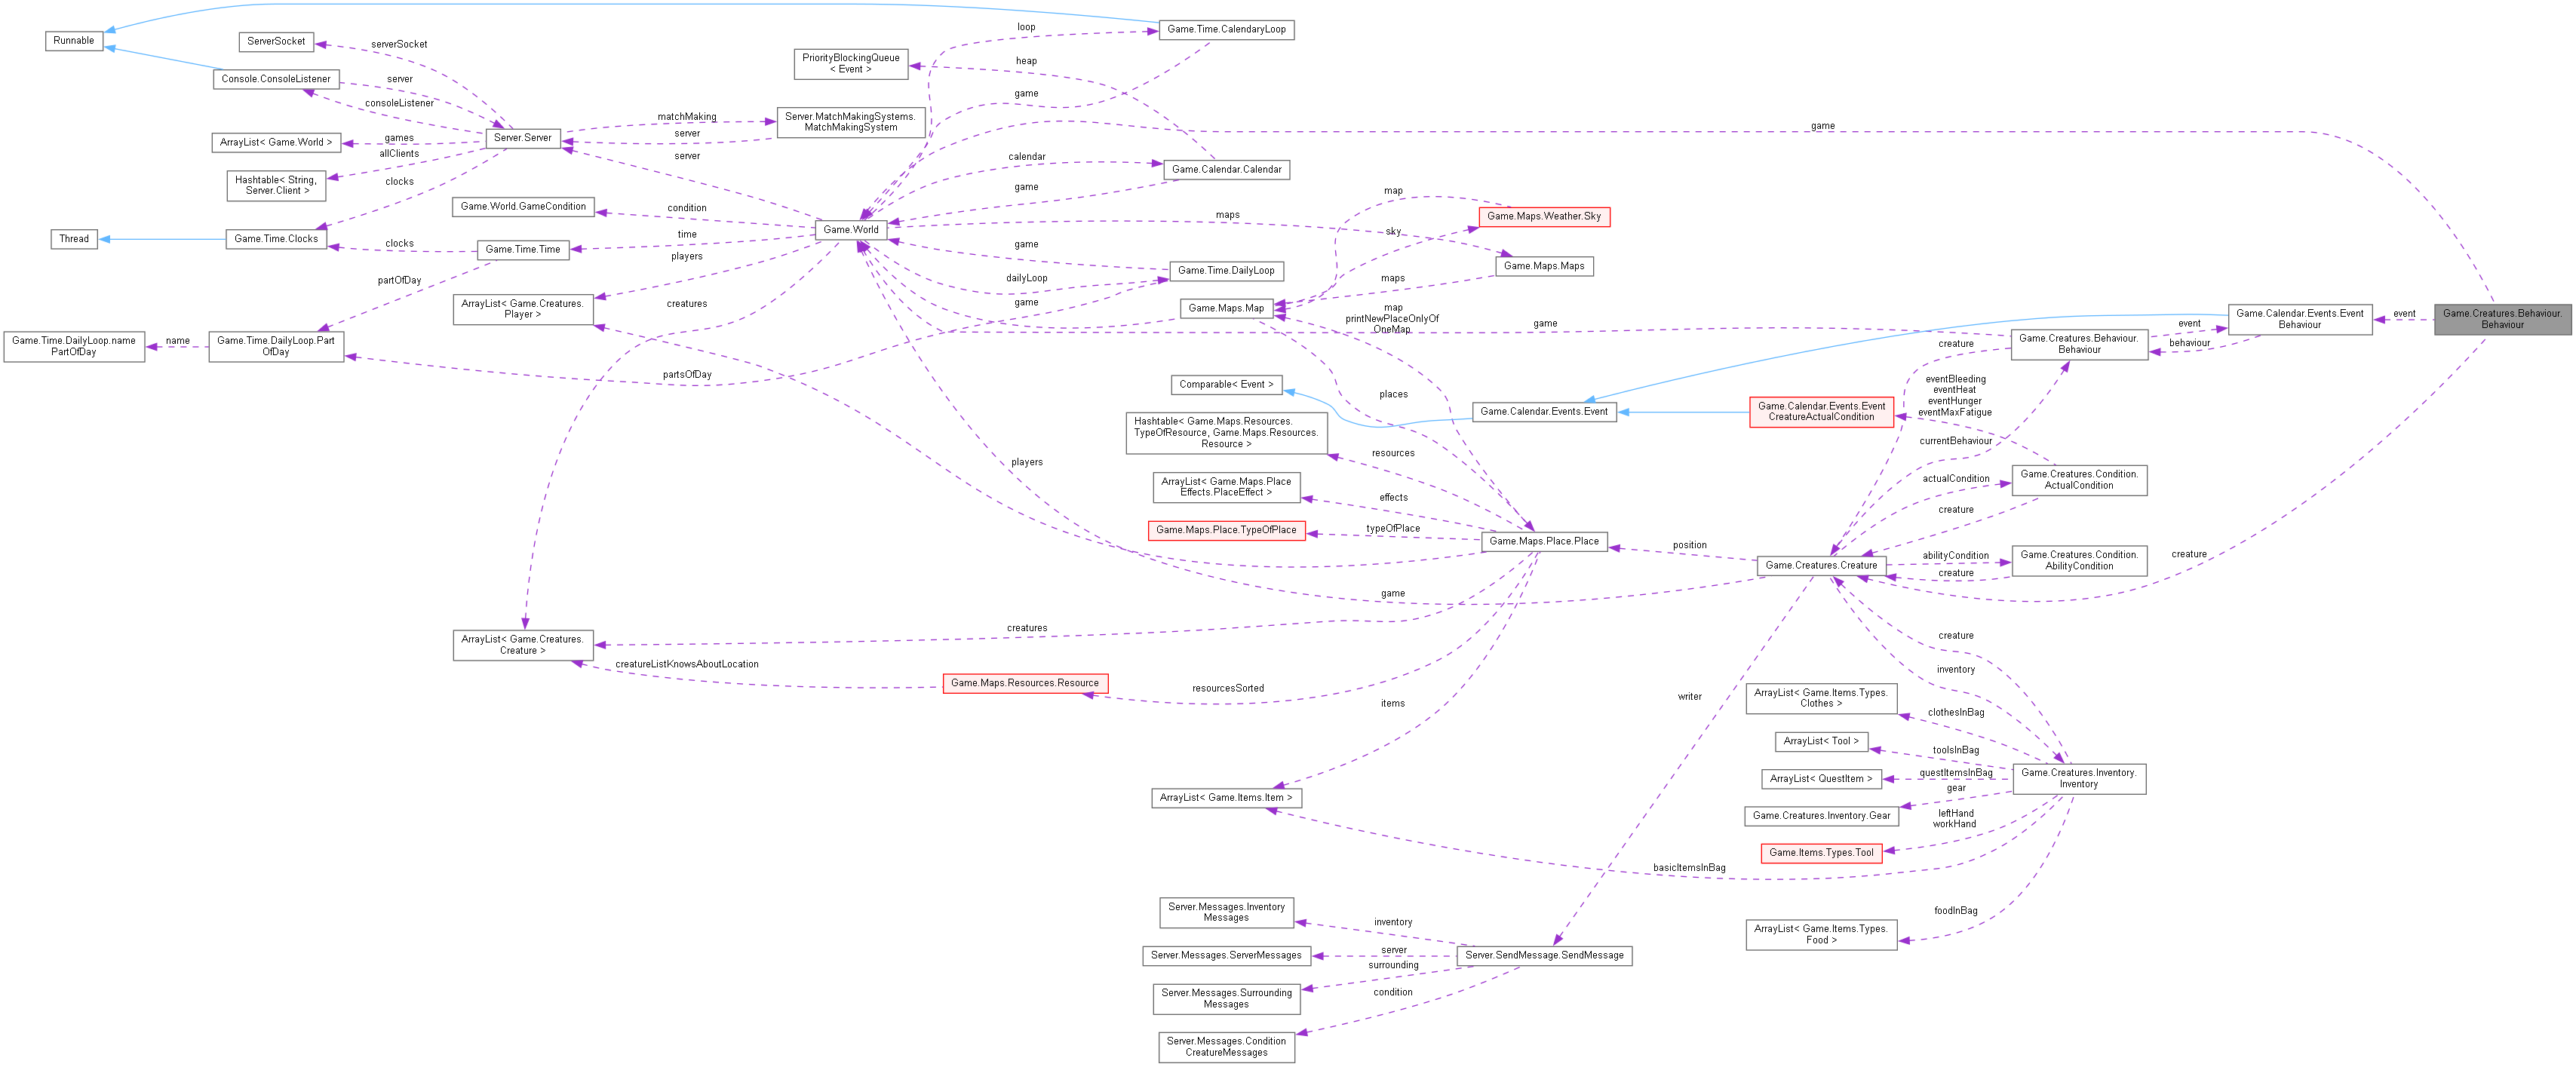 Runnable
ServerSocket
Console.ConsoleListener
ArrayList< Game.World >
Hashtable< String,
Server.Client >
Thread
Game.Time.Clocks
Game.Time.DailyLoop.name
PartOfDay
name
Game.Time.DailyLoop.Part
OfDay
serverSocket
server
consoleListener
games
allClients
clocks
clocks
partOfDay
Server.Server
Game.World.GameCondition
Game.Time.Time
ArrayList< Game.Creatures.
Player >
ArrayList< Game.Creatures.
Creature >
matchMaking
server
server
condition
time
players
creatures
partsOfDay
creatureListKnowsAboutLocation
PriorityBlockingQueue
< Event >
Server.MatchMakingSystems.
MatchMakingSystem
Game.World
Game.Maps.Resources.Resource
loop
heap
game
calendar
game
game
dailyLoop
game
players
creatures
resourcesSorted
Game.Time.CalendaryLoop
Game.Calendar.Calendar
maps
Game.Time.DailyLoop
Game.Maps.Map
Comparable< Event >
Hashtable< Game.Maps.Resources.
TypeOfResource, Game.Maps.Resources.
Resource >
ArrayList< Game.Maps.Place
Effects.PlaceEffect >
Game.Maps.Place.TypeOfPlace
ArrayList< Game.Items.Item >
Server.Messages.Inventory
Messages
Server.Messages.ServerMessages
Server.Messages.Surrounding
Messages
Server.Messages.Condition
CreatureMessages
map
sky
maps
map
printNewPlaceOnlyOf
OneMap
places
resources
effects
typeOfPlace
game
items
inventory
server
surrounding
condition
Game.Maps.Weather.Sky
Game.Maps.Maps
game
Game.Calendar.Events.Event
Game.Maps.Place.Place
Server.SendMessage.SendMessage
position
writer
basicItemsInBag
game
Game.Calendar.Events.Event
CreatureActualCondition
Game.Creatures.Creature
ArrayList< Game.Items.Types.
Clothes >
ArrayList< Tool >
ArrayList< QuestItem >
Game.Creatures.Inventory.Gear
Game.Items.Types.Tool
ArrayList< Game.Items.Types.
Food >
creature
eventBleeding
eventHeat
eventHunger
eventMaxFatigue
currentBehaviour
actualCondition
creature
abilityCondition
creature
creature
inventory
clothesInBag
toolsInBag
questItemsInBag
gear
leftHand
workHand
foodInBag
Game.Creatures.Behaviour.
Behaviour
Game.Creatures.Condition.
ActualCondition
Game.Creatures.Condition.
AbilityCondition
Game.Creatures.Inventory.
Inventory
event
behaviour
creature
Game.Calendar.Events.Event
Behaviour
event
Game.Creatures.Behaviour.
Behaviour